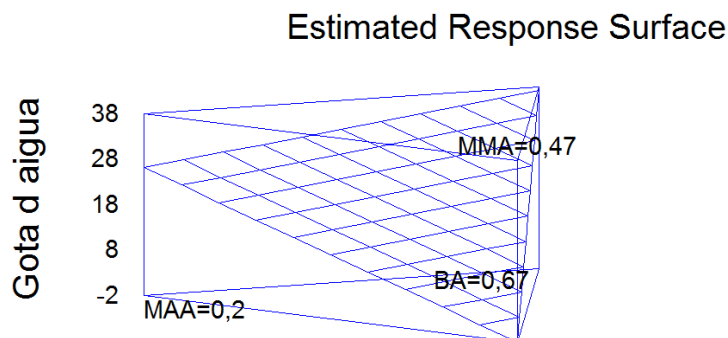 Estimated Response Surface
Gota d aigua
38
28
18
8
-2
MMA=0,47
BA=0,67
MAA=0,2